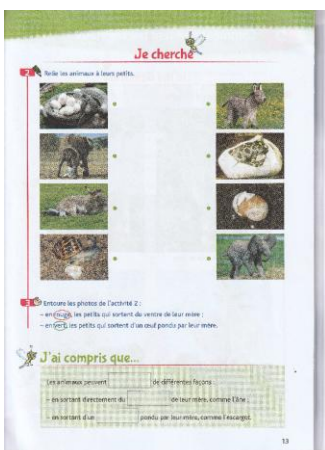 Je cherche
2 Relie les animaux à leurs petits.
3 Entoure les photos de l'activité 2 :
– en rouge, les petits qui sortent du ventre de leur mère ;
– en vert, les petits qui sortent d'un œuf pondu par leur mère.
J'ai compris que...
Les animaux peuvent de différentes façons :
– en sortant directement du de leur mère, comme l'âne.
– en sortant d'un pondu par leur mère, comme l'escargot.
13